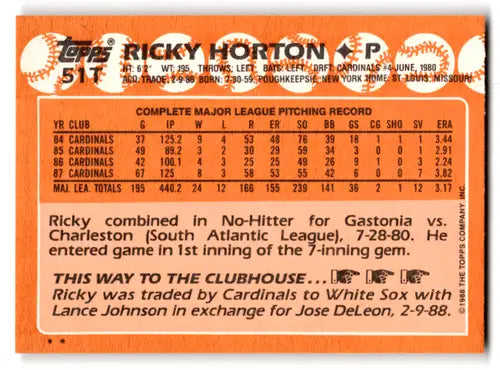 topps
51T
RICKY HORTON ✦ P
HT: 6'2" WT: 195, THROWS: LEFT BATS: LEFT DRFT: CARDINALS #4-JUNE, 1980
ACQ: TRADE, 2-9-88 BORN: 7-30-59, POUGHKEEPSIE, NEW YORK HOME: ST. LOUIS, MISSOURI
COMPLETE MAJOR LEAGUE PITCHING RECORD
YR CLUB G IP W L R ER SO BB GS CG SHO SV ERA
84 CARDINALS 37 125.2 9 4 53 48 76 39 18 1 1 1 3.44
85 CARDINALS 49 89.2 3 2 30 29 59 34 3 0 0 1 2.91
86 CARDINALS 42 100.1 4 3 25 25 49 26 9 1 0 3 2.24
87 CARDINALS 67 125 8 3 58 53 55 42 6 0 0 7 3.82
MAJ. LEA. TOTALS 195 440.2 24 12 166 155 239 141 36 2 1 12 3.17
Ricky combined in No-Hitter for Gastonia vs.
Charleston (South Atlantic League), 7-28-80. He
entered game in 1st inning of the 7-inning gem.
THIS WAY TO THE CLUBHOUSE...
Ricky was traded by Cardinals to White Sox with
Lance Johnson in exchange for Jose DeLeon, 2-9-88.
©1988 THE TOPPS COMPANY, INC.
* *